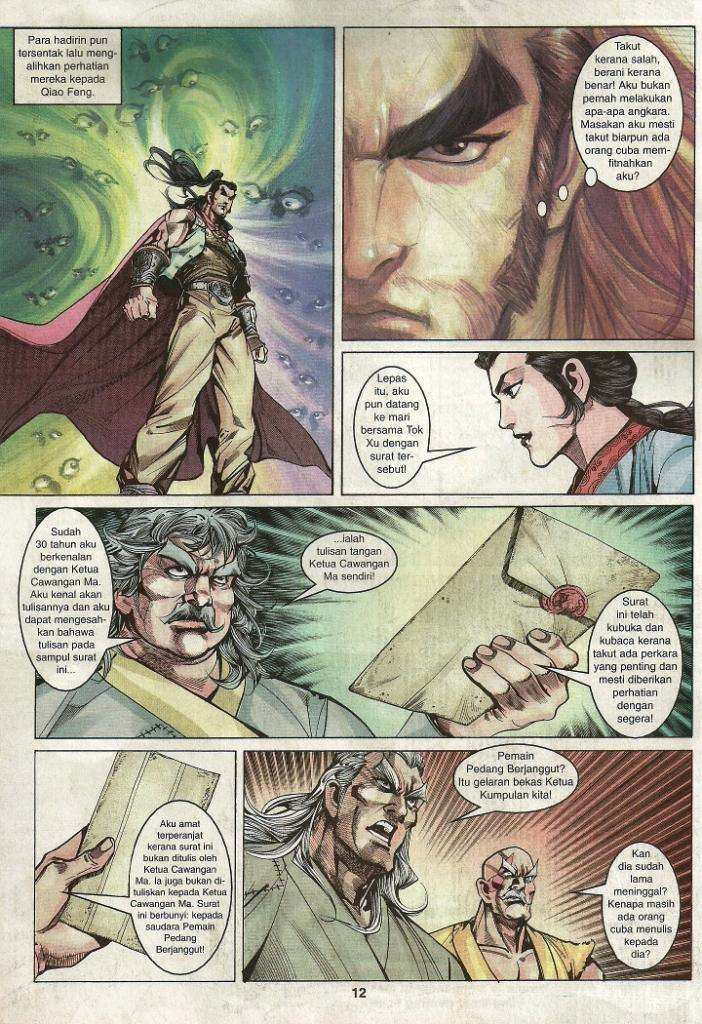 Para hadirin pun
tersentak lalu meng-
alihkan perhatian
mereka kepada
Qiao Feng.
Takut
kerana salah,
berani kerana
benar! Aku bukan
pernah melakukan
apa-apa angkara.
Masakan aku mesti
takut biarpun ada
orang cuba mem-
fitnahkan
aku?
Lepas
itu, aku
pun datang
ke mari
bersama Tok
Xu dengan
surat ter-
sebut!
Sudah
30 tahun aku
berkenalan
dengan Ketua
Cawangan Ma.
Aku kenal akan
tulisannya dan aku
dapat mengesah-
kan bahawa
tulisan pada
sampul surat
ini...
...ialah
tulisan tangan
Ketua Cawangan
Ma sendiri!
Surat
ini telah
kubuka dan
kubaca kerana
takut ada perkara
yang penting dan
mesti diberikan
perhatian
dengan
segera!
Aku amat
terperanjat
kerana surat ini
bukan ditulis oleh
Ketua Cawangan
Ma. Ia juga bukan di-
tuliskan kepada Ketua
Cawangan Ma. Surat
ini berbunyi: kepada
saudara Pemain
Pedang
Berjanggut!
Pemain
Pedang Berjanggut?
Itu gelaran bekas Ketua
Kumpulan kita!
Kan
dia sudah
lama
meninggal?
Kenapa masih
ada orang
cuba menulis
kepada
dia?
12